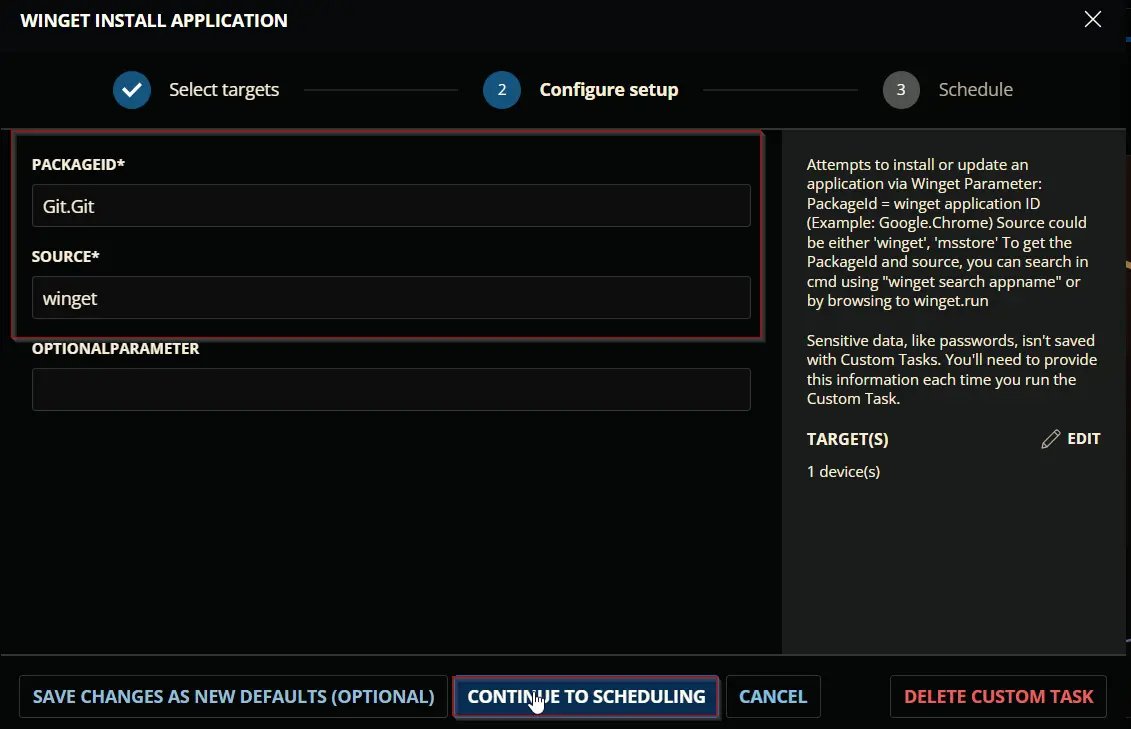 WINGET INSTALL APPLICATION
Select targets
2
Configure setup
3
Schedule
PACKAGEID*
Git.Git
SOURCE*
winget
OPTIONALPARAMETER
Attempts to install or update an
application via Winget Parameter:
PackageId = winget application ID
(Example: Google.Chrome) Source could
be either 'winget', 'msstore' To get the
PackageId and source, you can search in
cmd using "winget search appname" or
by browsing to winget.run
Sensitive data, like passwords, isn't saved
with Custom Tasks. You'll need to provide
this information each time you run the
Custom Task.
TARGET(S)
EDIT
1 device(s)
SAVE CHANGES AS NEW DEFAULTS (OPTIONAL)
CONTINUE TO SCHEDULING
CANCEL
DELETE CUSTOM TASK